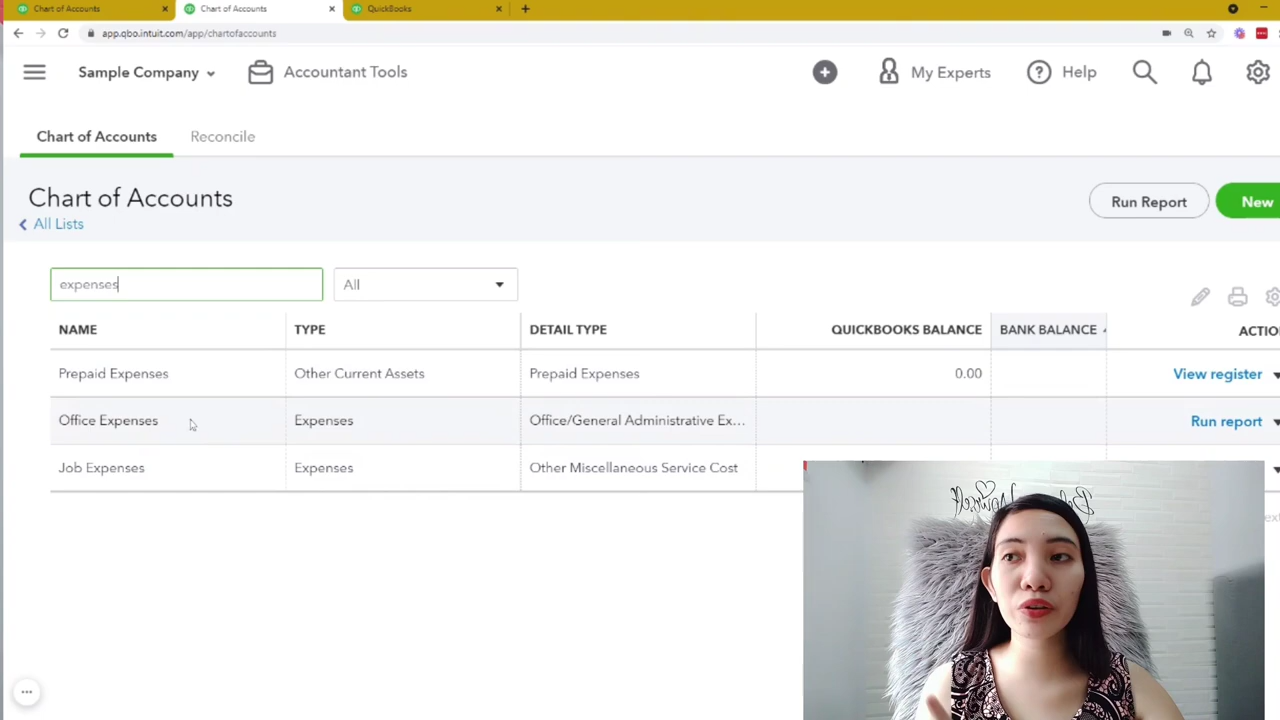 Chart of Accounts
Chart of Accounts
QuickBooks
app.qbo.intuit.com/app/chartofaccounts
Sample Company
Accountant Tools
My Experts
Help
Chart of Accounts
Reconcile
Chart of Accounts
All Lists
Run Report
New
expenses
All
NAME
TYPE
DETAIL TYPE
QUICKBOOKS BALANCE
BANK BALANCE
ACTIO
Prepaid Expenses
Other Current Assets
Prepaid Expenses
0.00
View register
Office Expenses
Expenses
Office/General Administrative Ex...
Run report
Job Expenses
Expenses
Other Miscellaneous Service Cost